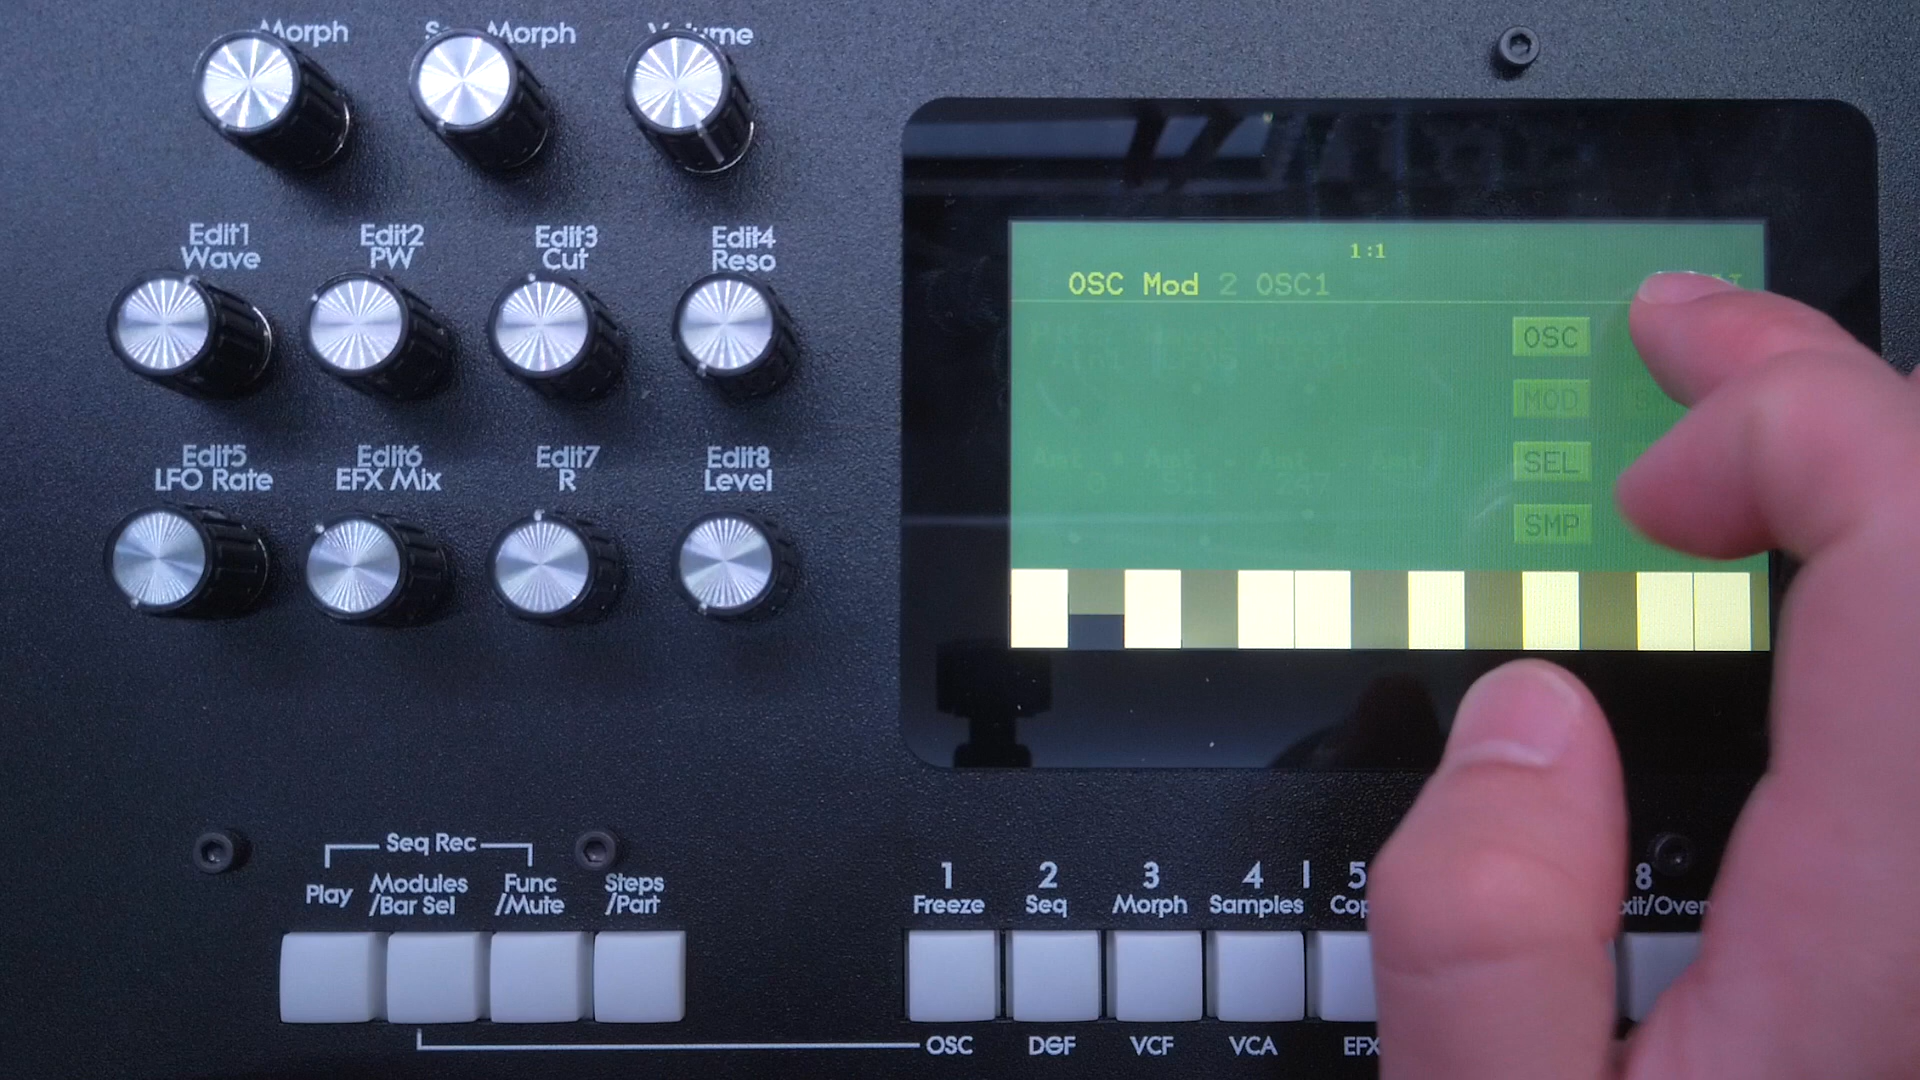 Morph
Morph
Edit1
Wave
Edit2
PW
Edit3
Cut
Edit4
Reso
Edit5
LFO Rate
Edit6
EFX Mix
Edit7
R
Edit8
Level
1:1
OSC Mod 2 OSC1
OSC
MOD
SEL
SMP
Seq Rec
Play
Modules
/Bar Sel
Func
/Mute
Steps
/Part
1
Freeze
2
Seq
3
Morph
4
Samples
5
8
OSC
DGF
VCF
VCA
EFX